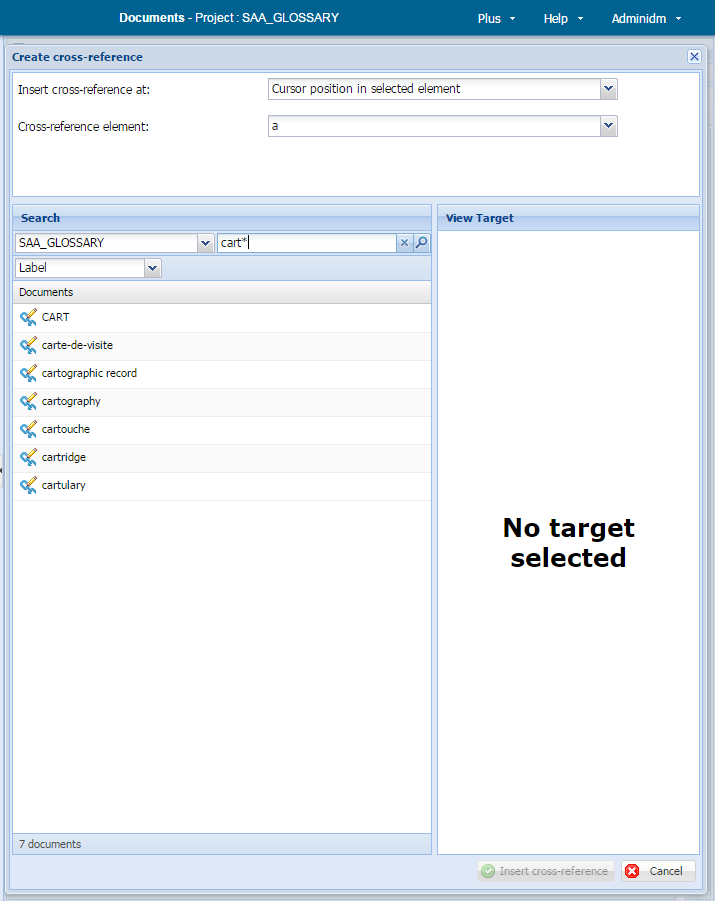 Documents - Project : SAA_GLOSSARY Plus Help Adminidm
Create cross-reference
Insert cross-reference at: Cursor position in selected element
Cross-reference element: a
Search View Target
SAA_GLOSSARY cart*
Label
Documents
CART
carte-de-visite
cartographic record
cartography
cartouche
cartridge
cartulary
No target
selected
7 documents
Insert cross-reference Cancel